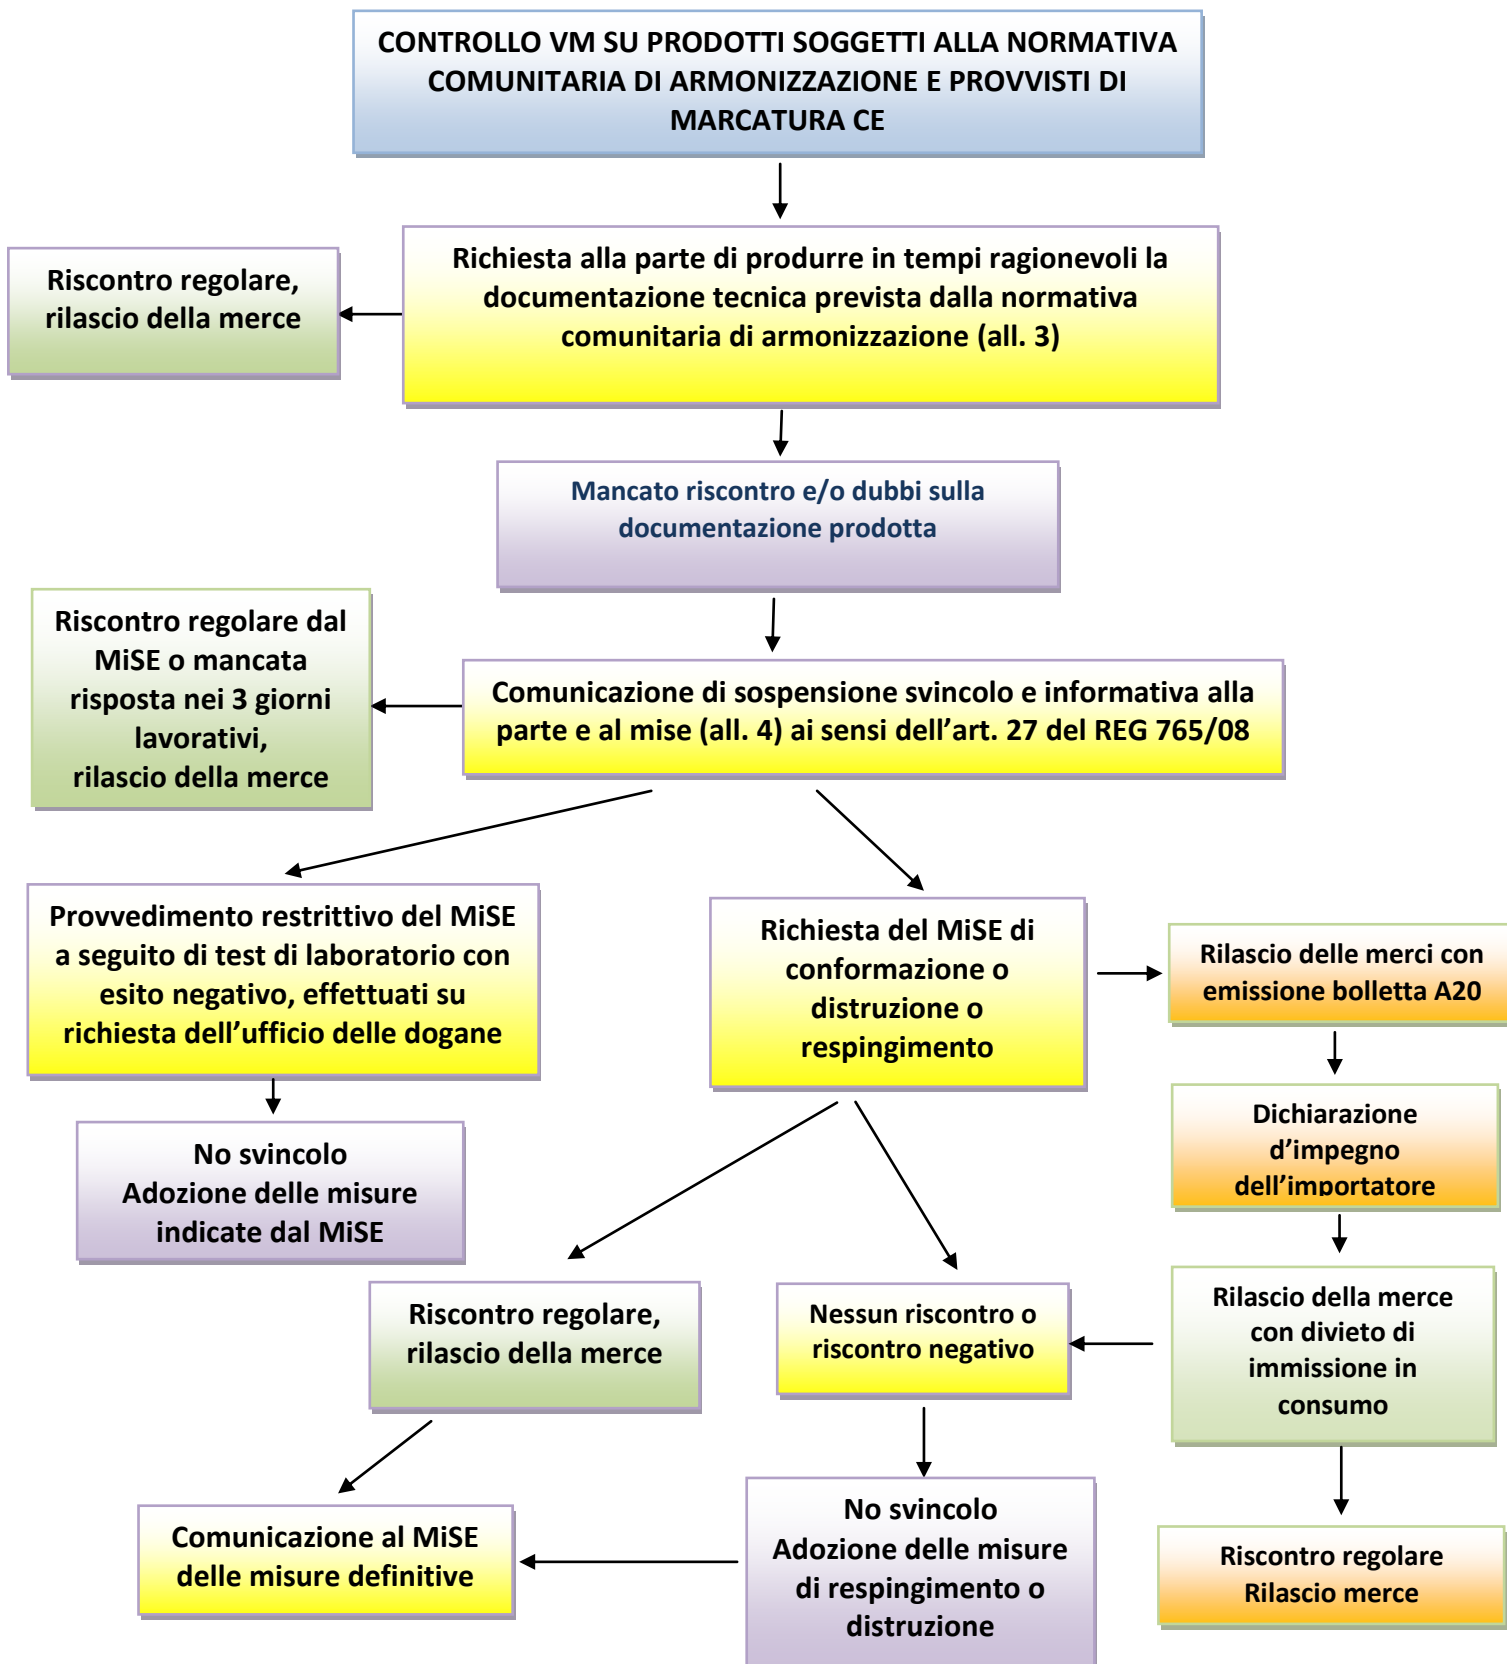 CONTROLLO VM SU PRODOTTI SOGGETTI ALLA NORMATIVA
COMUNITARIA DI ARMONIZZAZIONE E PROVVISTI DI
MARCATURA CE
Richiesta alla parte di produrre in tempi ragionevoli la
documentazione tecnica prevista dalla normativa
comunitaria di armonizzazione (all. 3)
Riscontro regolare,
rilascio della merce
Mancato riscontro e/o dubbi sulla
documentazione prodotta
Riscontro regolare dal
MiSE o mancata
risposta nei 3 giorni
lavorativi,
rilascio della merce
Comunicazione di sospensione svincolo e informativa alla
parte e al mise (all. 4) ai sensi dell’art. 27 del REG 765/08
Provvedimento restrittivo del MiSE
a seguito di test di laboratorio con
esito negativo, effettuati su
richiesta dell’ufficio delle dogane
Richiesta del MiSE di
conformazione o
distruzione o
respingimento
Rilascio delle merci con
emissione bolletta A20
Dichiarazione
d’impegno
dell’importatore
No svincolo
Adozione delle misure
indicate dal MiSE
Riscontro regolare,
rilascio della merce
Nessun riscontro o
riscontro negativo
Rilascio della merce
con divieto di
immissione in
consumo
Comunicazione al MiSE
delle misure definitive
No svincolo
Adozione delle misure
di respingimento o
distruzione
Riscontro regolare
Rilascio merce